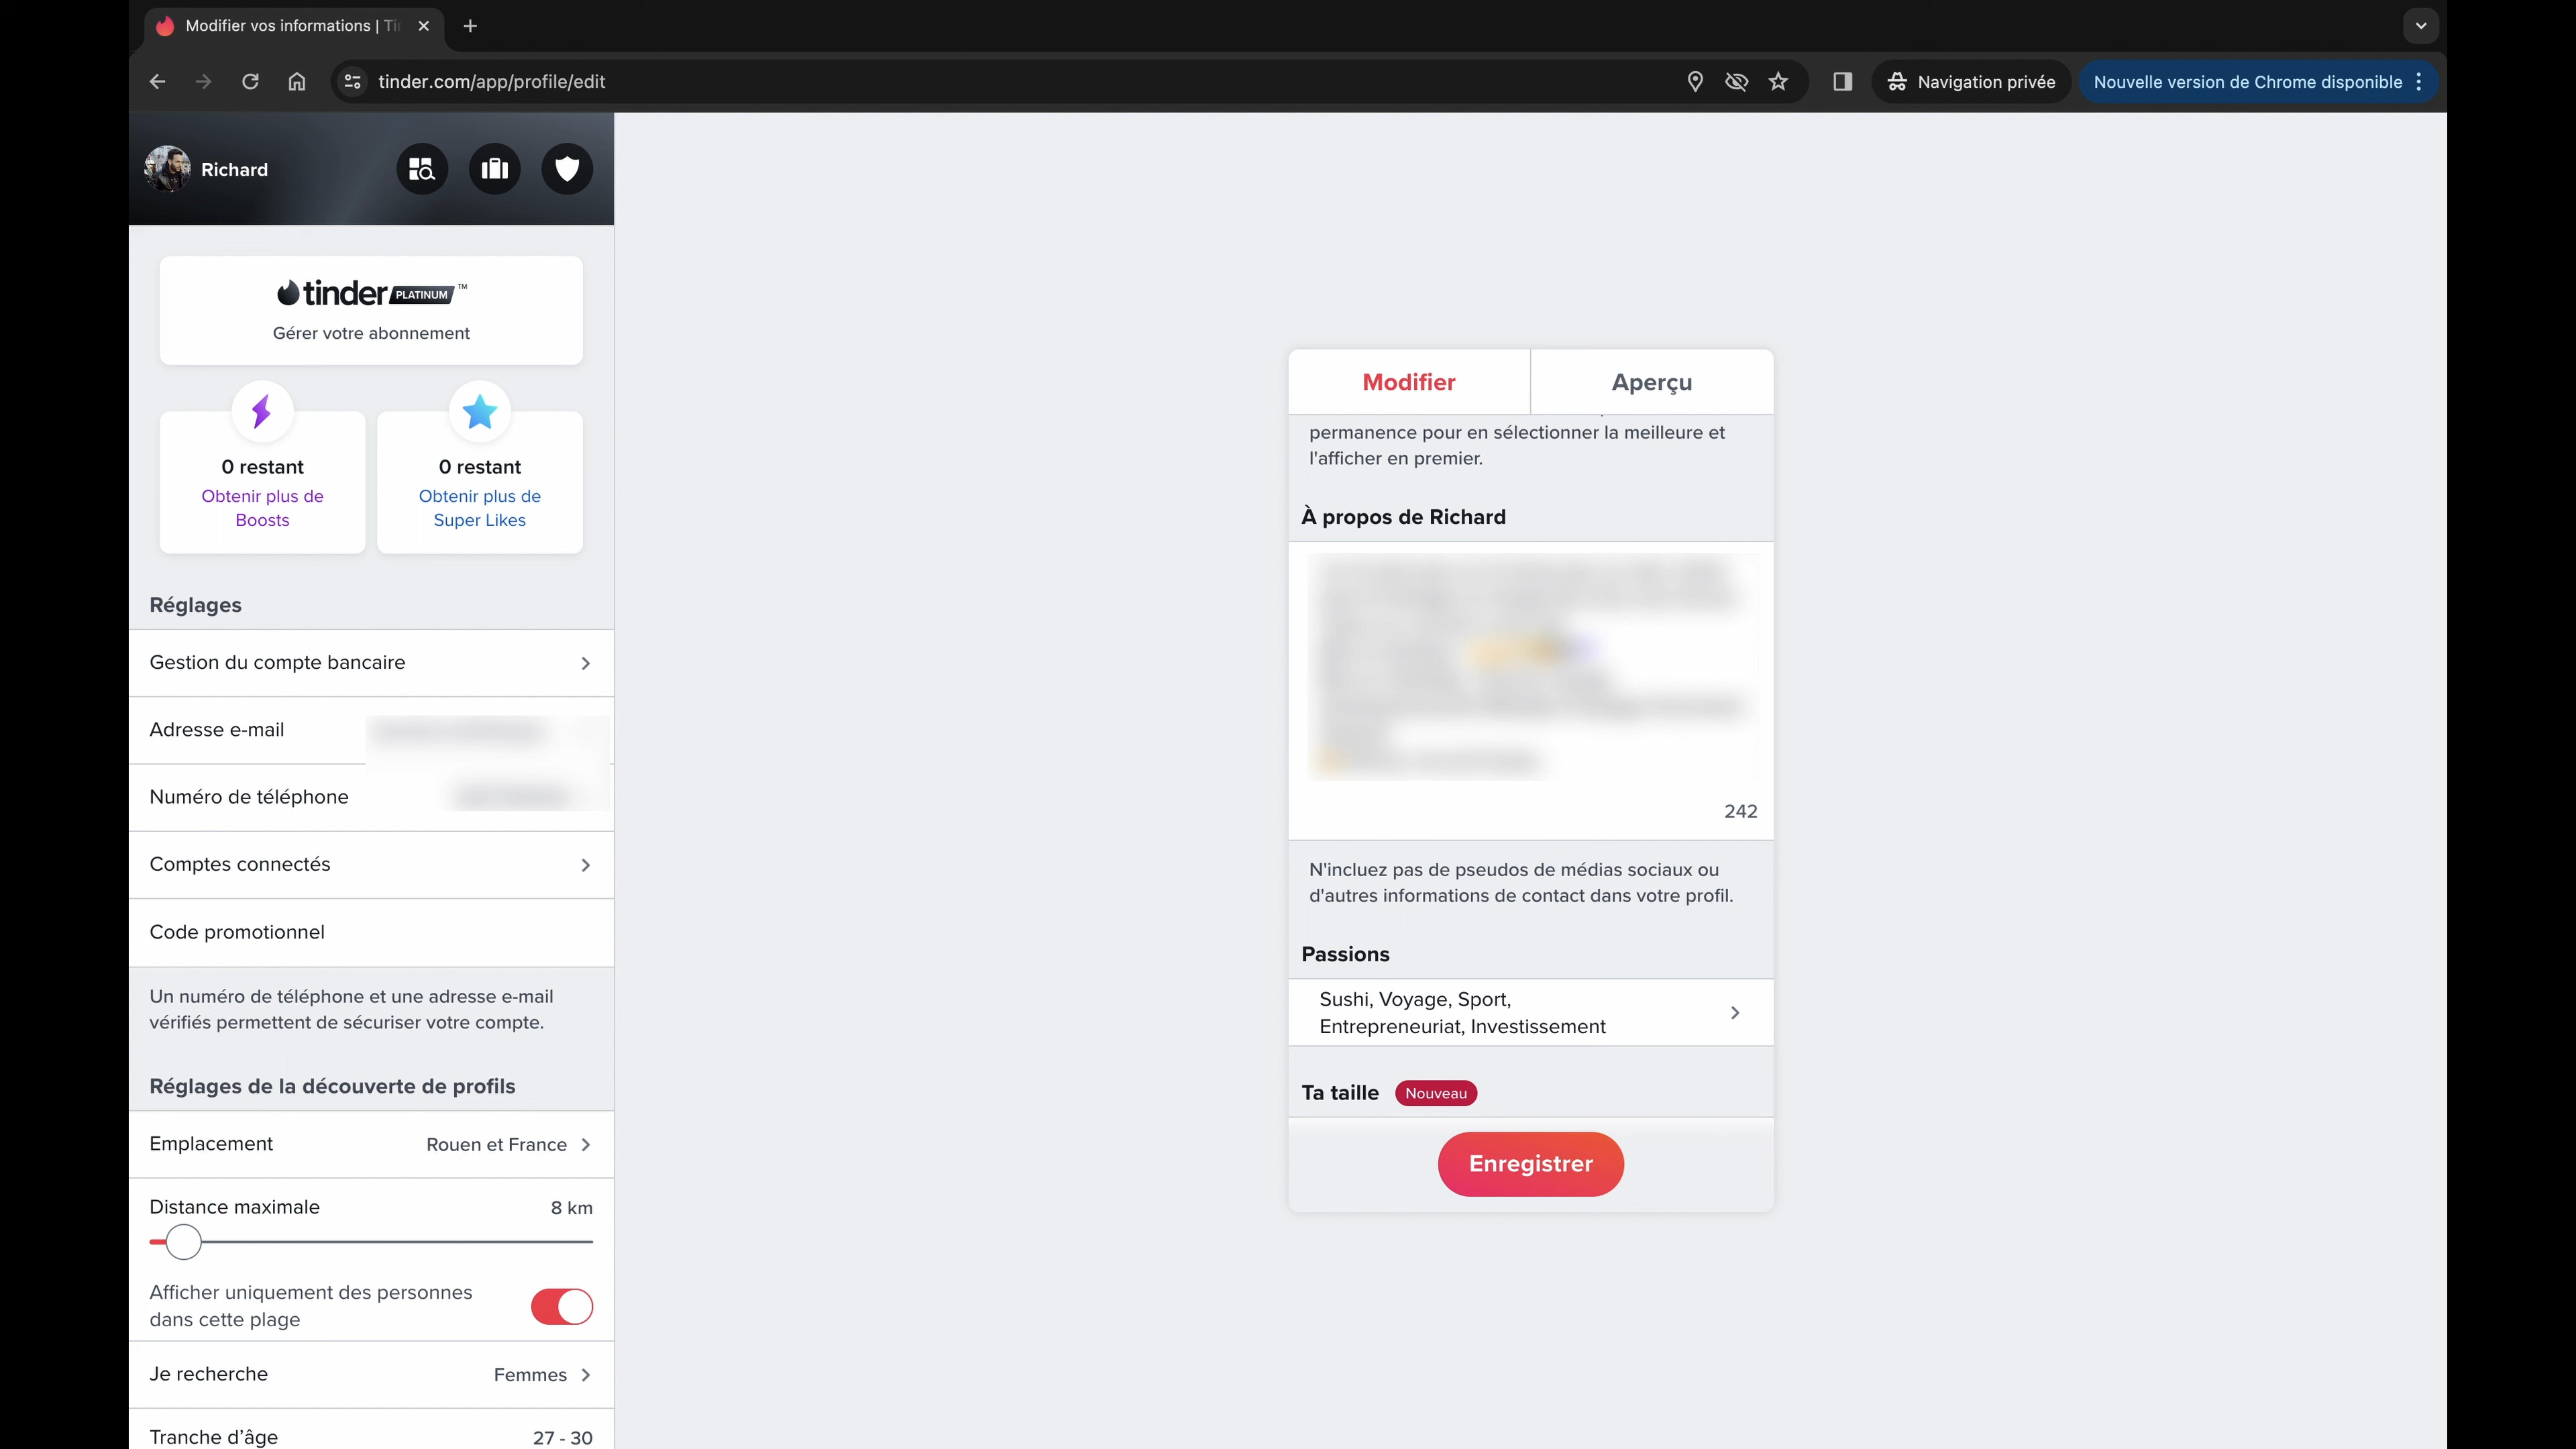 Modifier vos informations | Ti
tinder.com/app/profile/edit
Navigation privée
Nouvelle version de Chrome disponible
Richard
tinder PLATINUM ™
Gérer votre abonnement
0 restant
Obtenir plus de
Boosts
0 restant
Obtenir plus de
Super Likes
Réglages
Gestion du compte bancaire
Adresse e-mail
Numéro de téléphone
Comptes connectés
Code promotionnel
Un numéro de téléphone et une adresse e-mail
vérifiés permettent de sécuriser votre compte.
Réglages de la découverte de profils
Emplacement Rouen et France
Distance maximale 8 km
Afficher uniquement des personnes
dans cette plage
Je recherche Femmes
Tranche d’âge 27 - 30
Modifier
Aperçu
permanence pour en sélectionner la meilleure et
l'afficher en premier.
À propos de Richard
242
N'incluez pas de pseudos de médias sociaux ou
d'autres informations de contact dans votre profil.
Passions
Sushi, Voyage, Sport,
Entrepreneuriat, Investissement
Ta taille Nouveau
Enregistrer